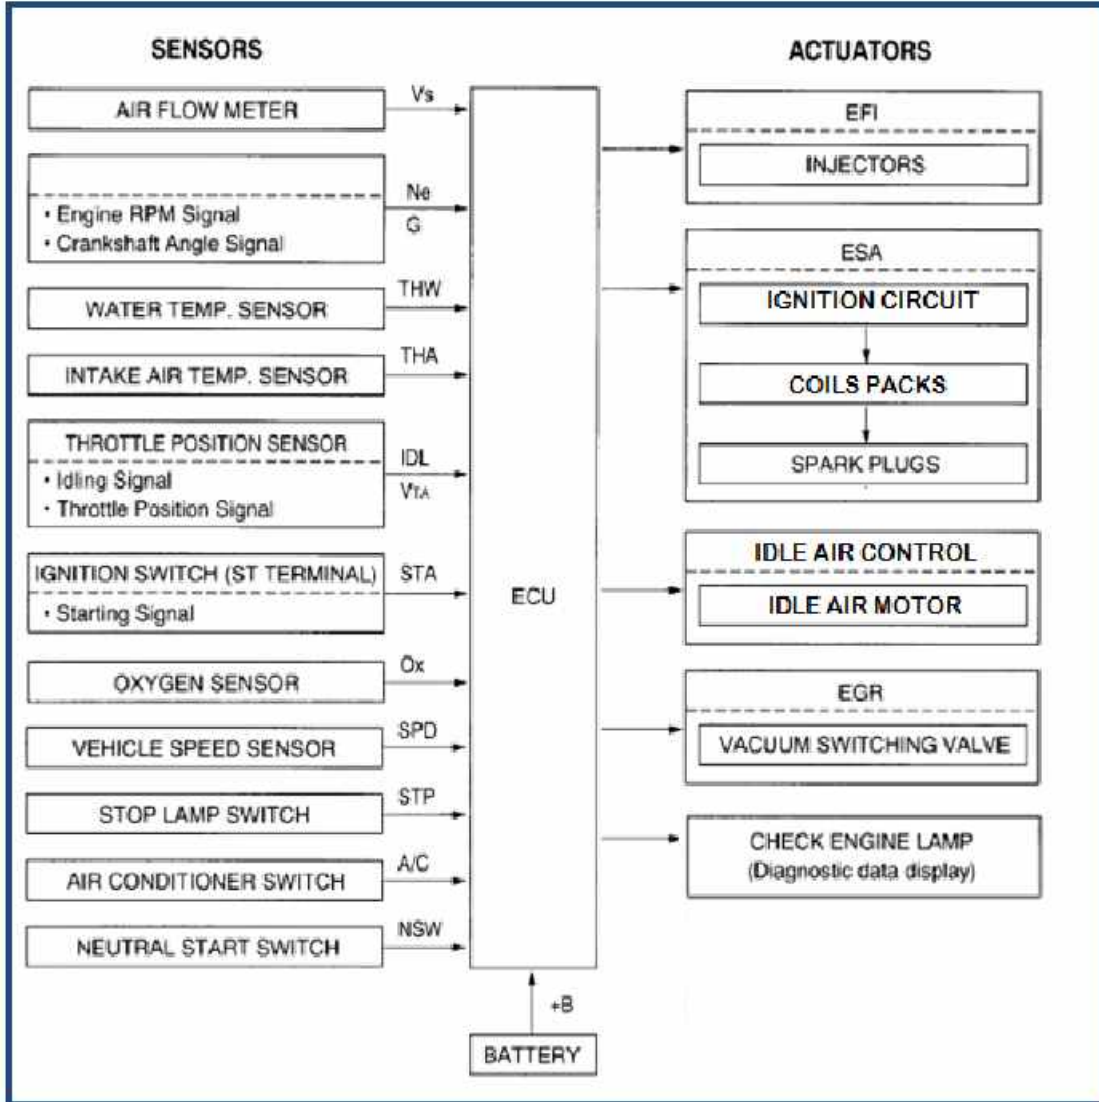 SENSORS
ACTUATORS
AIR FLOW METER
Vs
• Engine RPM Signal
• Crankshaft Angle Signal
Ne
G
WATER TEMP. SENSOR
THW
INTAKE AIR TEMP. SENSOR
THA
THROTTLE POSITION SENSOR
• Idling Signal
• Throttle Position Signal
IDL
VTA
IGNITION SWITCH (ST TERMINAL)
• Starting Signal
STA
OXYGEN SENSOR
Ox
VEHICLE SPEED SENSOR
SPD
STOP LAMP SWITCH
STP
AIR CONDITIONER SWITCH
A/C
NEUTRAL START SWITCH
NSW
ECU
+B
BATTERY
EFI
INJECTORS
ESA
IGNITION CIRCUIT
COILS PACKS
SPARK PLUGS
IDLE AIR CONTROL
IDLE AIR MOTOR
EGR
VACUUM SWITCHING VALVE
CHECK ENGINE LAMP
(Diagnostic data display)